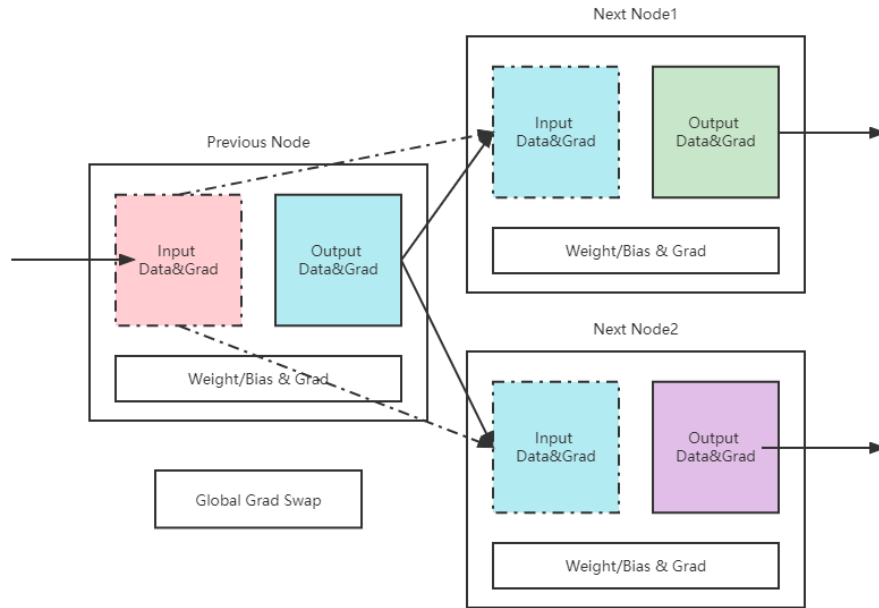 Next Node1
Input
Data&Grad
Output
Data&Grad
Weight/Bias & Grad
Previous Node
Input
Data&Grad
Output
Data&Grad
Weight/Bias & Grad
Next Node2
Input
Data&Grad
Output
Data&Grad
Weight/Bias & Grad
Global Grad Swap